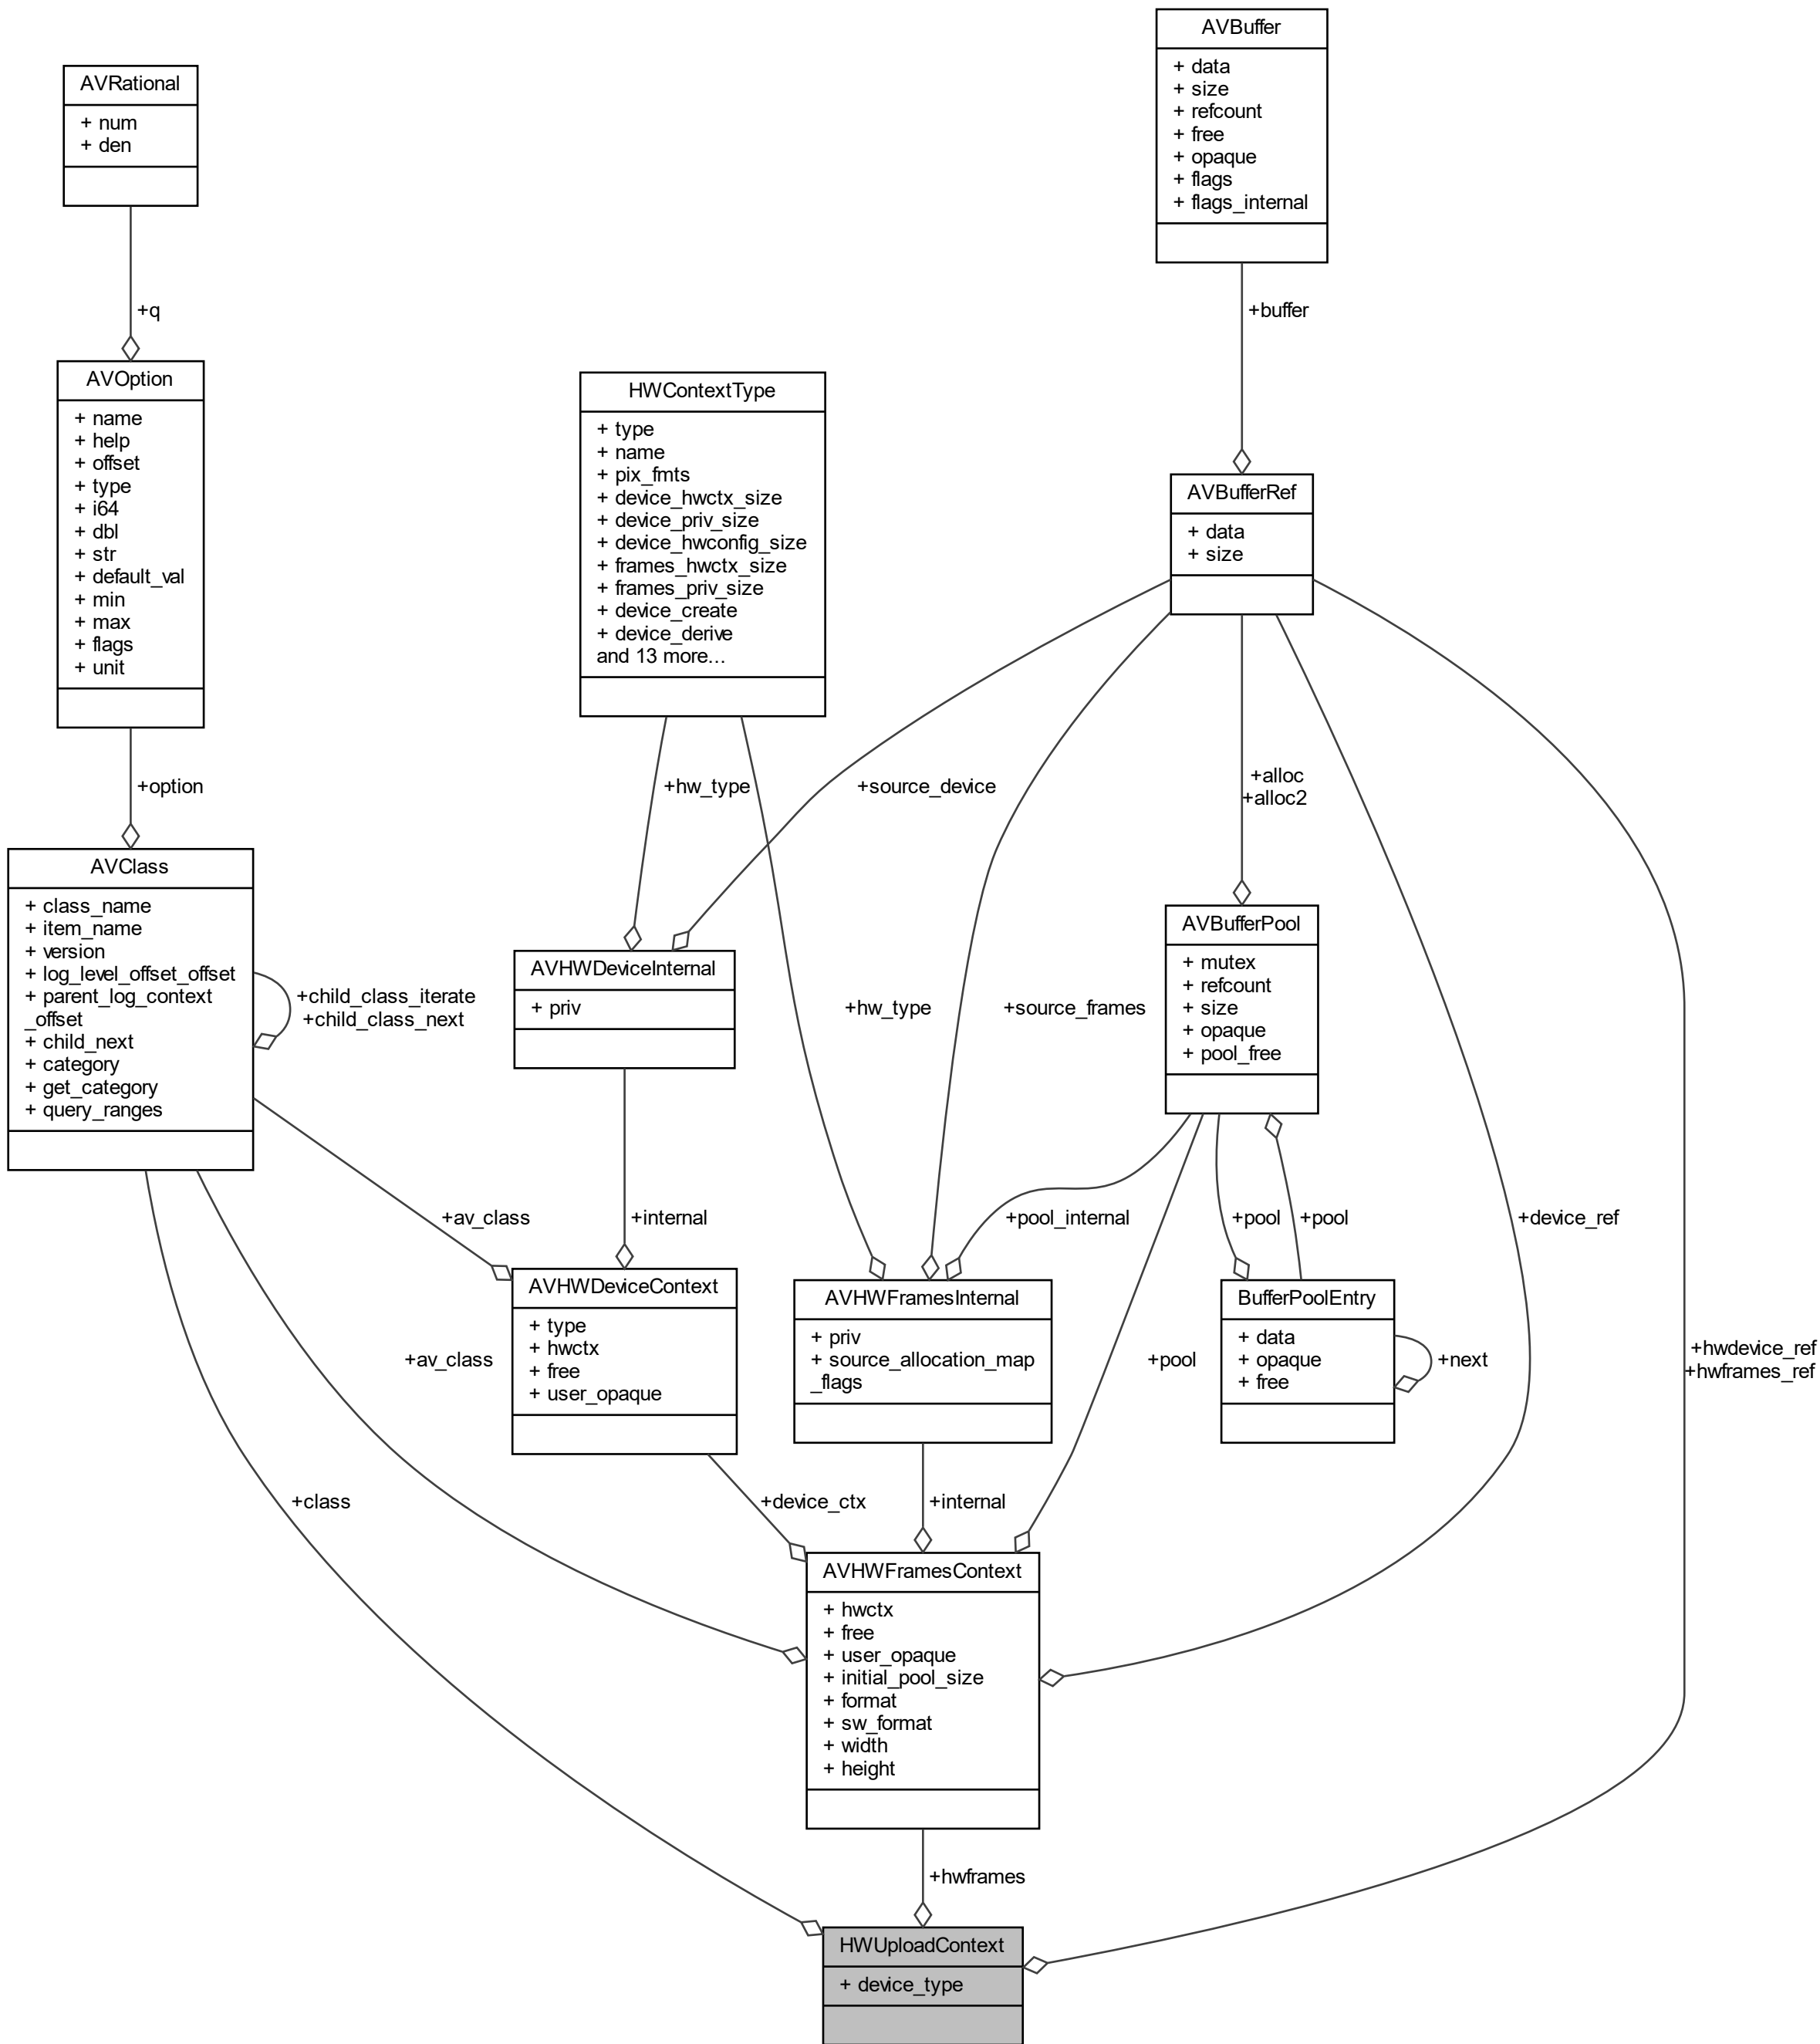 AVBuffer
+ data
+ size
+ refcount
+ free
+ opaque
+ flags
+ flags_internal
AVRational
+ num
+ den
+q
+buffer
AVOption
+ name
+ help
+ offset
+ type
+ i64
+ dbl
+ str
+ default_val
+ min
+ max
+ flags
+ unit
HWContextType
+ type
+ name
+ pix_fmts
+ device_hwctx_size
+ device_priv_size
+ device_hwconfig_size
+ frames_hwctx_size
+ frames_priv_size
+ device_create
+ device_derive
and 13 more...
AVBufferRef
+ data
+ size
+option
+hw_type
+source_device
+alloc
+alloc2
AVClass
+ class_name
+ item_name
+ version
+ log_level_offset_offset
+ parent_log_context
_offset
+ child_next
+ category
+ get_category
+ query_ranges
+child_class_iterate
+child_class_next
AVHWDeviceInternal
+ priv
+hw_type
+source_frames
AVBufferPool
+ mutex
+ refcount
+ size
+ opaque
+ pool_free
+av_class
+internal
+pool_internal
+pool
+pool
+device_ref
AVHWDeviceContext
+ type
+ hwctx
+ free
+ user_opaque
AVHWFramesInternal
+ priv
+ source_allocation_map
_flags
BufferPoolEntry
+ data
+ opaque
+ free
+next
+av_class
+pool
+hwdevice_ref
+hwframes_ref
+class
+device_ctx
+internal
AVHWFramesContext
+ hwctx
+ free
+ user_opaque
+ initial_pool_size
+ format
+ sw_format
+ width
+ height
+hwframes
HWUploadContext
+ device_type